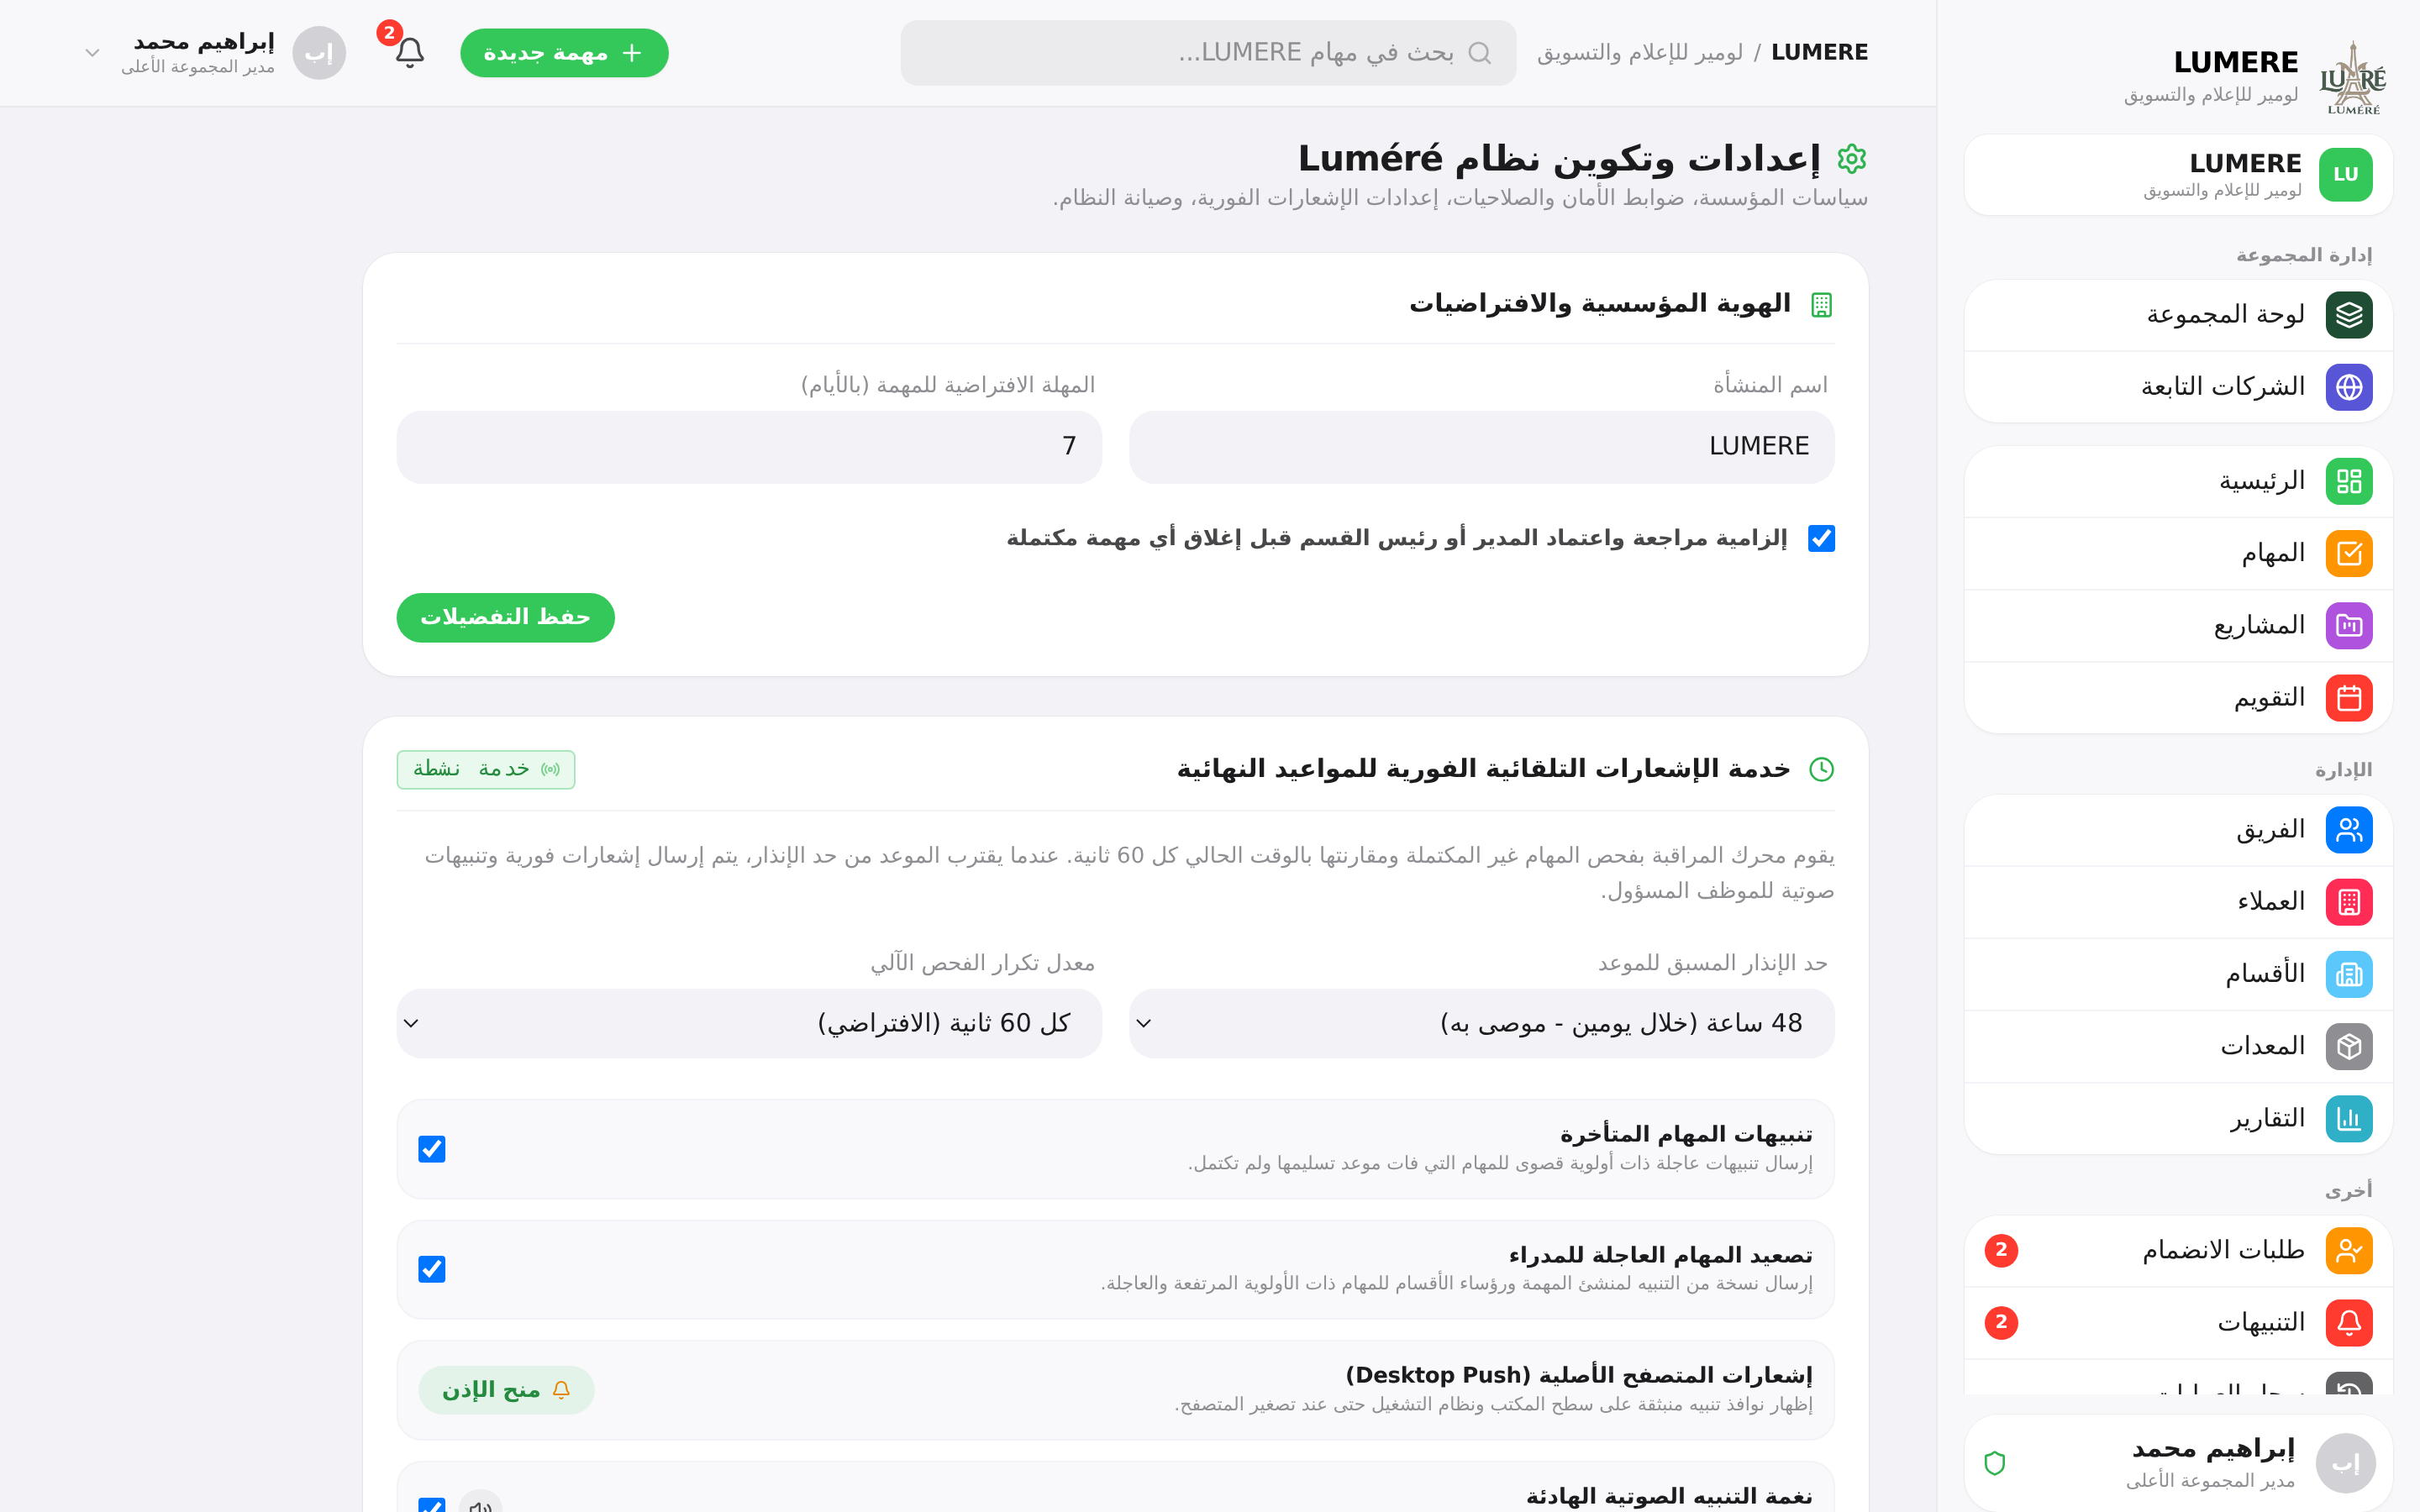 LUMERE
لومير للإعلام والتسويق
LUMÉRÉ
LU
LUMERE
لومير للإعلام والتسويق
إدارة المجموعة
لوحة المجموعة
الشركات التابعة
الرئيسية
المهام
المشاريع
التقويم
الإدارة
الفريق
العملاء
الأقسام
المعدات
التقارير
أخرى
طلبات الانضمام 2
التنبيهات 2
إب
إبراهيم محمد
مدير المجموعة الأعلى
LUMERE / لومير للإعلام والتسويق
بحث في مهام LUMERE...
مهمة جديدة
2
إب
إبراهيم محمد
مدير المجموعة الأعلى
إعدادات وتكوين نظام Luméré
سياسات المؤسسة، ضوابط الأمان والصلاحيات، إعدادات الإشعارات الفورية، وصيانة النظام.
الهوية المؤسسية والافتراضيات
اسم المنشأة
LUMERE
المهلة الافتراضية للمهمة (بالأيام)
7
إلزامية مراجعة واعتماد المدير أو رئيس القسم قبل إغلاق أي مهمة مكتملة
حفظ التفضيلات
خدمة الإشعارات التلقائية الفورية للمواعيد النهائية
خدمة نشطة
يقوم محرك المراقبة بفحص المهام غير المكتملة ومقارنتها بالوقت الحالي كل 60 ثانية. عندما يقترب الموعد من حد الإنذار، يتم إرسال إشعارات فورية وتنبيهات
صوتية للموظف المسؤول.
حد الإنذار المسبق للموعد
48 ساعة (خلال يومين - موصى به)
معدل تكرار الفحص الآلي
كل 60 ثانية (الافتراضي)
تنبيهات المهام المتأخرة
إرسال تنبيهات عاجلة ذات أولوية قصوى للمهام التي فات موعد تسليمها ولم تكتمل.
تصعيد المهام العاجلة للمدراء
إرسال نسخة من التنبيه لمنشئ المهمة ورؤساء الأقسام للمهام ذات الأولوية المرتفعة والعاجلة.
إشعارات المتصفح الأصلية (Desktop Push)
إظهار نوافذ تنبيه منبثقة على سطح المكتب ونظام التشغيل حتى عند تصغير المتصفح.
منح الإذن
نغمة التنبيه الصوتية الهادئة